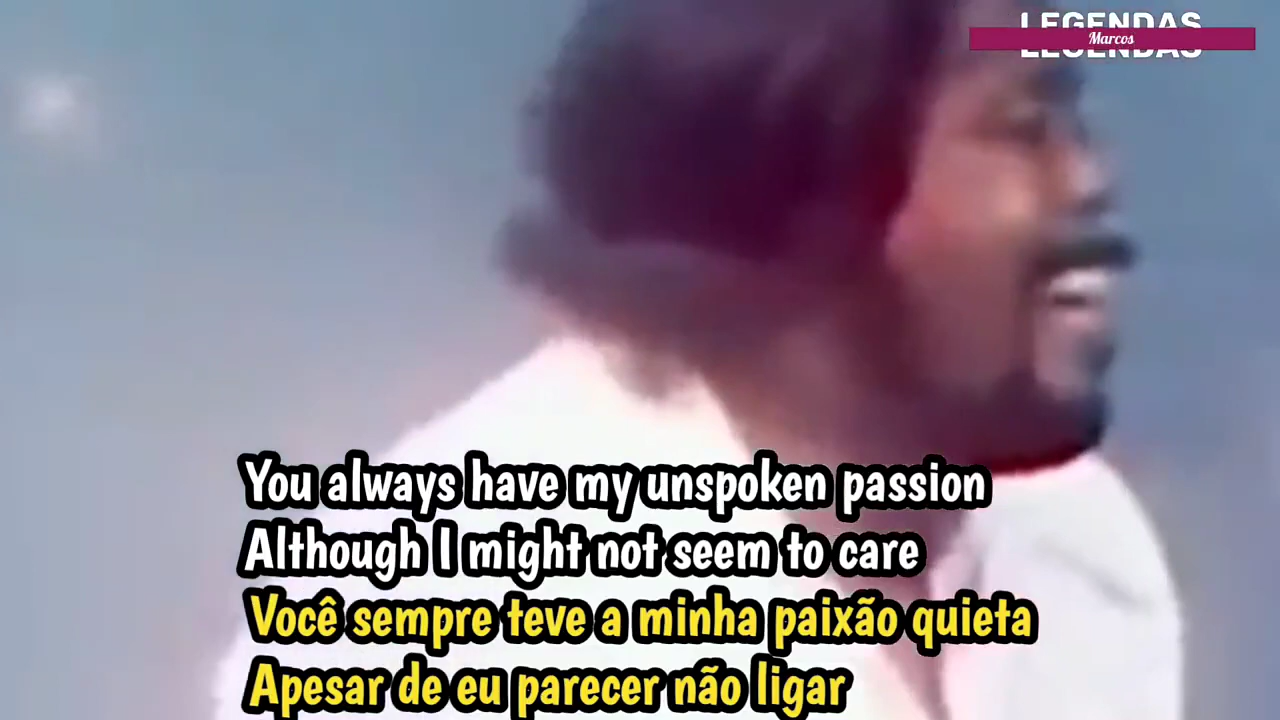 LEGENDAS
Marcos
LEGENDAS
You always have my unspoken passion
Although I might not seem to care
Você sempre teve a minha paixão quieta
Apesar de eu parecer não ligar